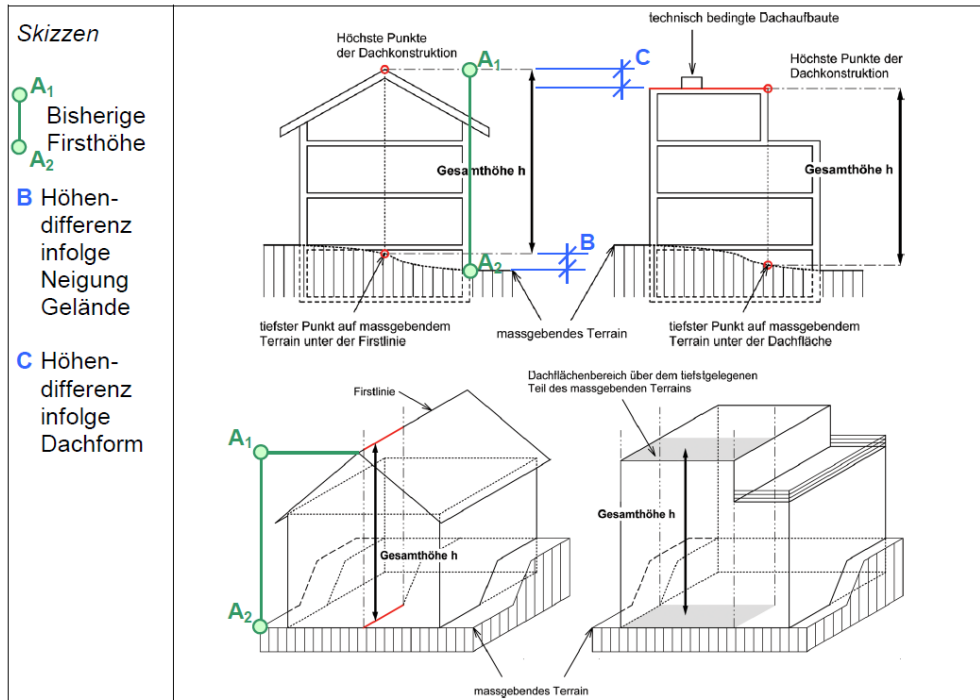 Skizzen
A1
Bisherige
Firsthöhe
A2
B Höhen-
differenz
infolge
Neigung
Gelände
C Höhen-
differenz
infolge
Dachform
Höchste Punkte
der Dachkonstruktion
A1
C
technisch bedingte Dachaufbaute
Höchste Punkte der
Dachkonstruktion
Gesamthöhe h
Gesamthöhe h
B
A2
tiefster Punkt auf massgebendem
Terrain unter der Firstlinie
massgebendes Terrain
tiefster Punkt auf massgebendem
Terrain unter der Dachfläche
Firstlinie
Dachflächenbereich über dem tiefstgelegenen
Teil des massgebenden Terrains
A1
Gesamthöhe h
Gesamthöhe h
A2
massgebendes Terrain